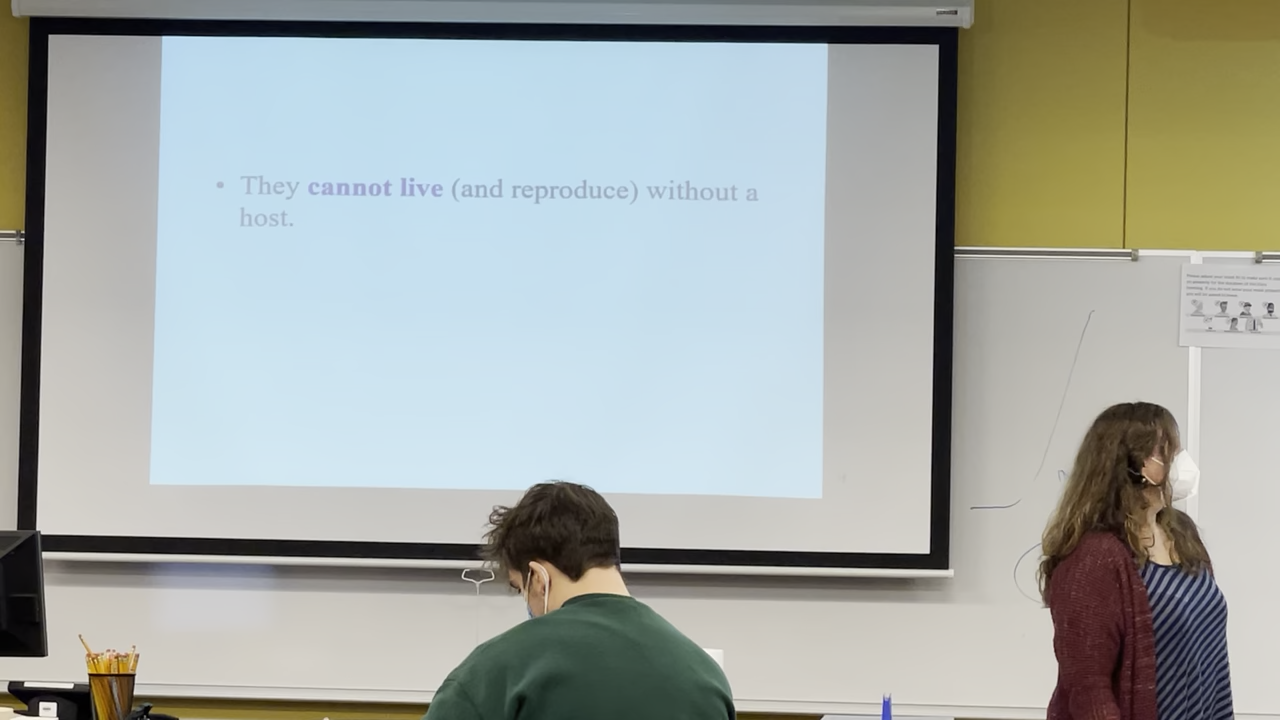 • They cannot live (and reproduce) without a
host.